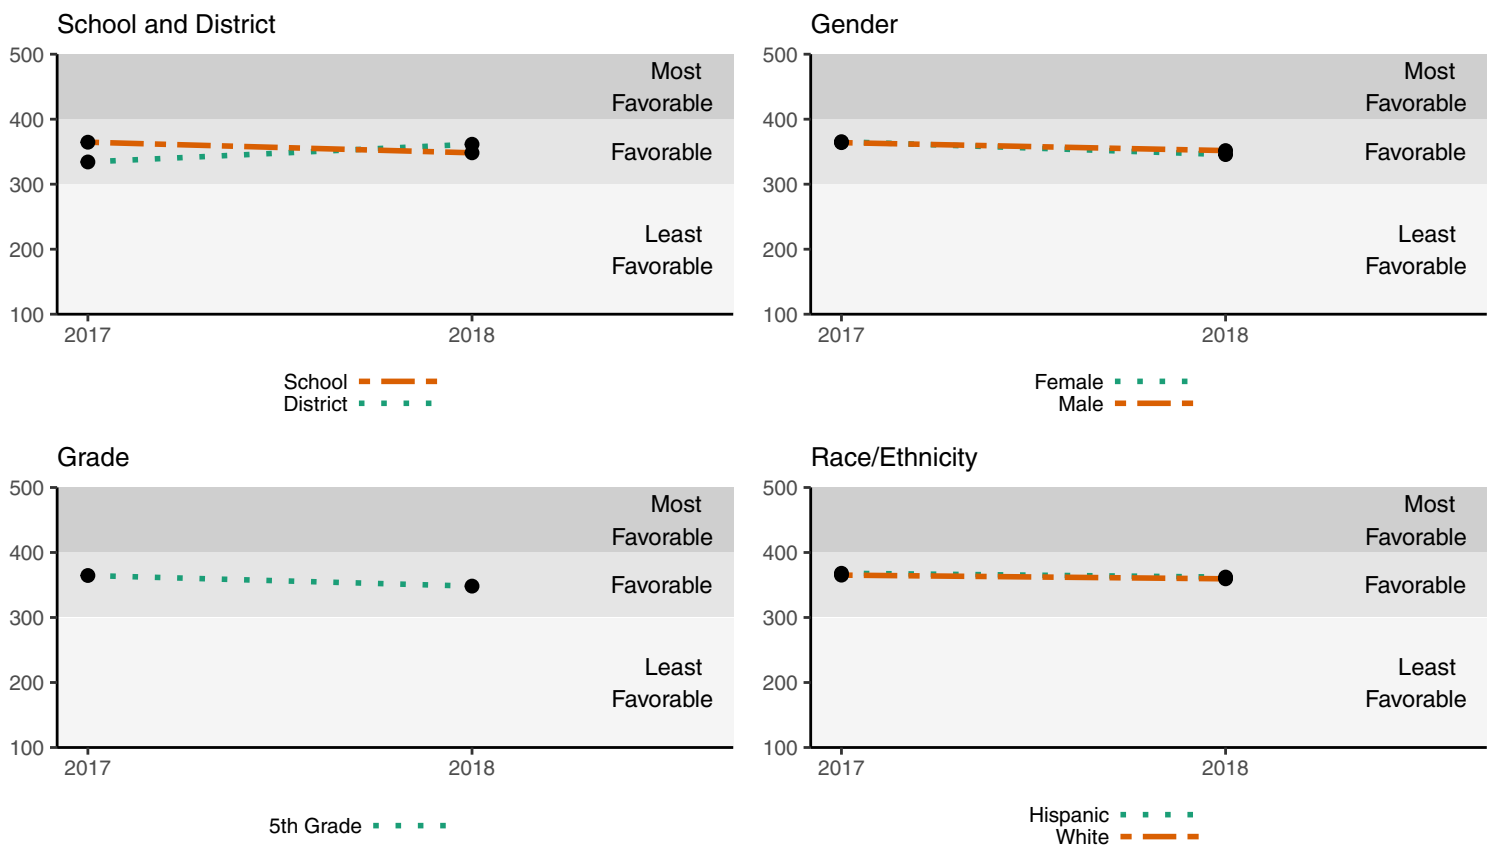 School and District
500
400
300
200
100
Most
Favorable
Favorable
Least
Favorable
2017 2018
School
District
Gender
500
400
300
200
100
Most
Favorable
Favorable
Least
Favorable
2017 2018
Female
Male
Grade
500
400
300
200
100
Most
Favorable
Favorable
Least
Favorable
2017 2018
5th Grade
Race/Ethnicity
500
400
300
200
100
Most
Favorable
Favorable
Least
Favorable
2017 2018
Hispanic
White